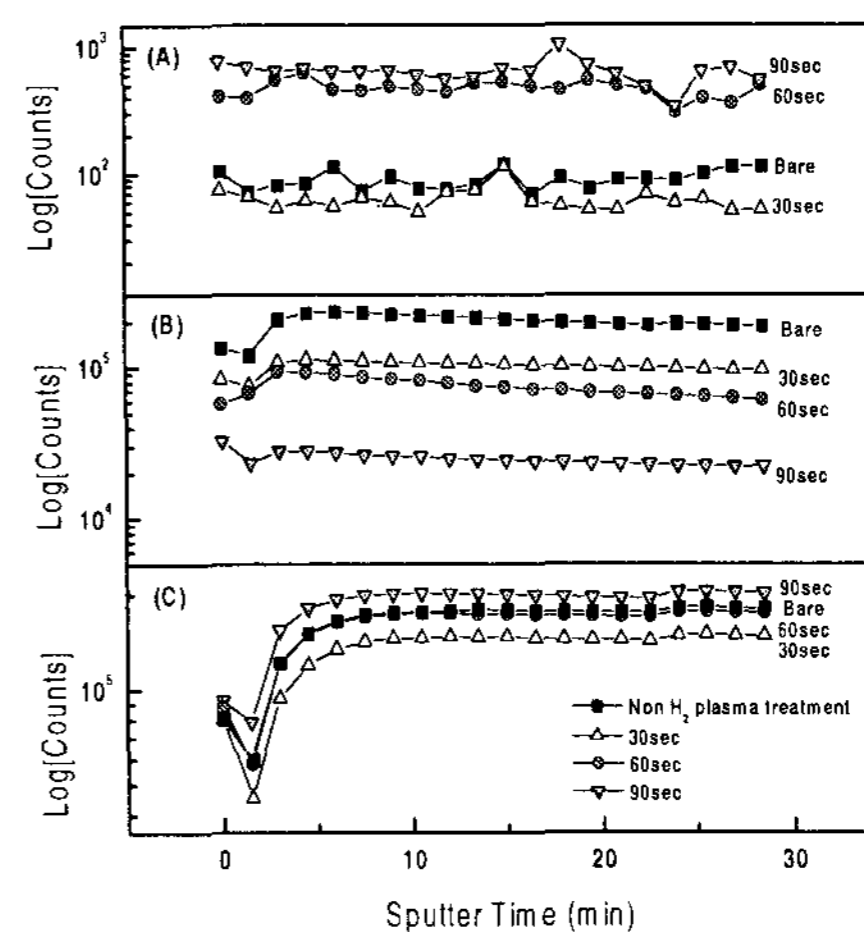 (A)
10³
10²
Log[Counts]
90sec
60sec
Bare
30sec
(B)
10⁵
10⁴
Log[Counts]
Bare
30sec
60sec
90sec
(C)
10⁵
Log[Counts]
90sec
Bare
60sec
30sec
Non H₂ plasma treatment
30sec
60sec
90sec
0 10 20 30
Sputter Time (min)